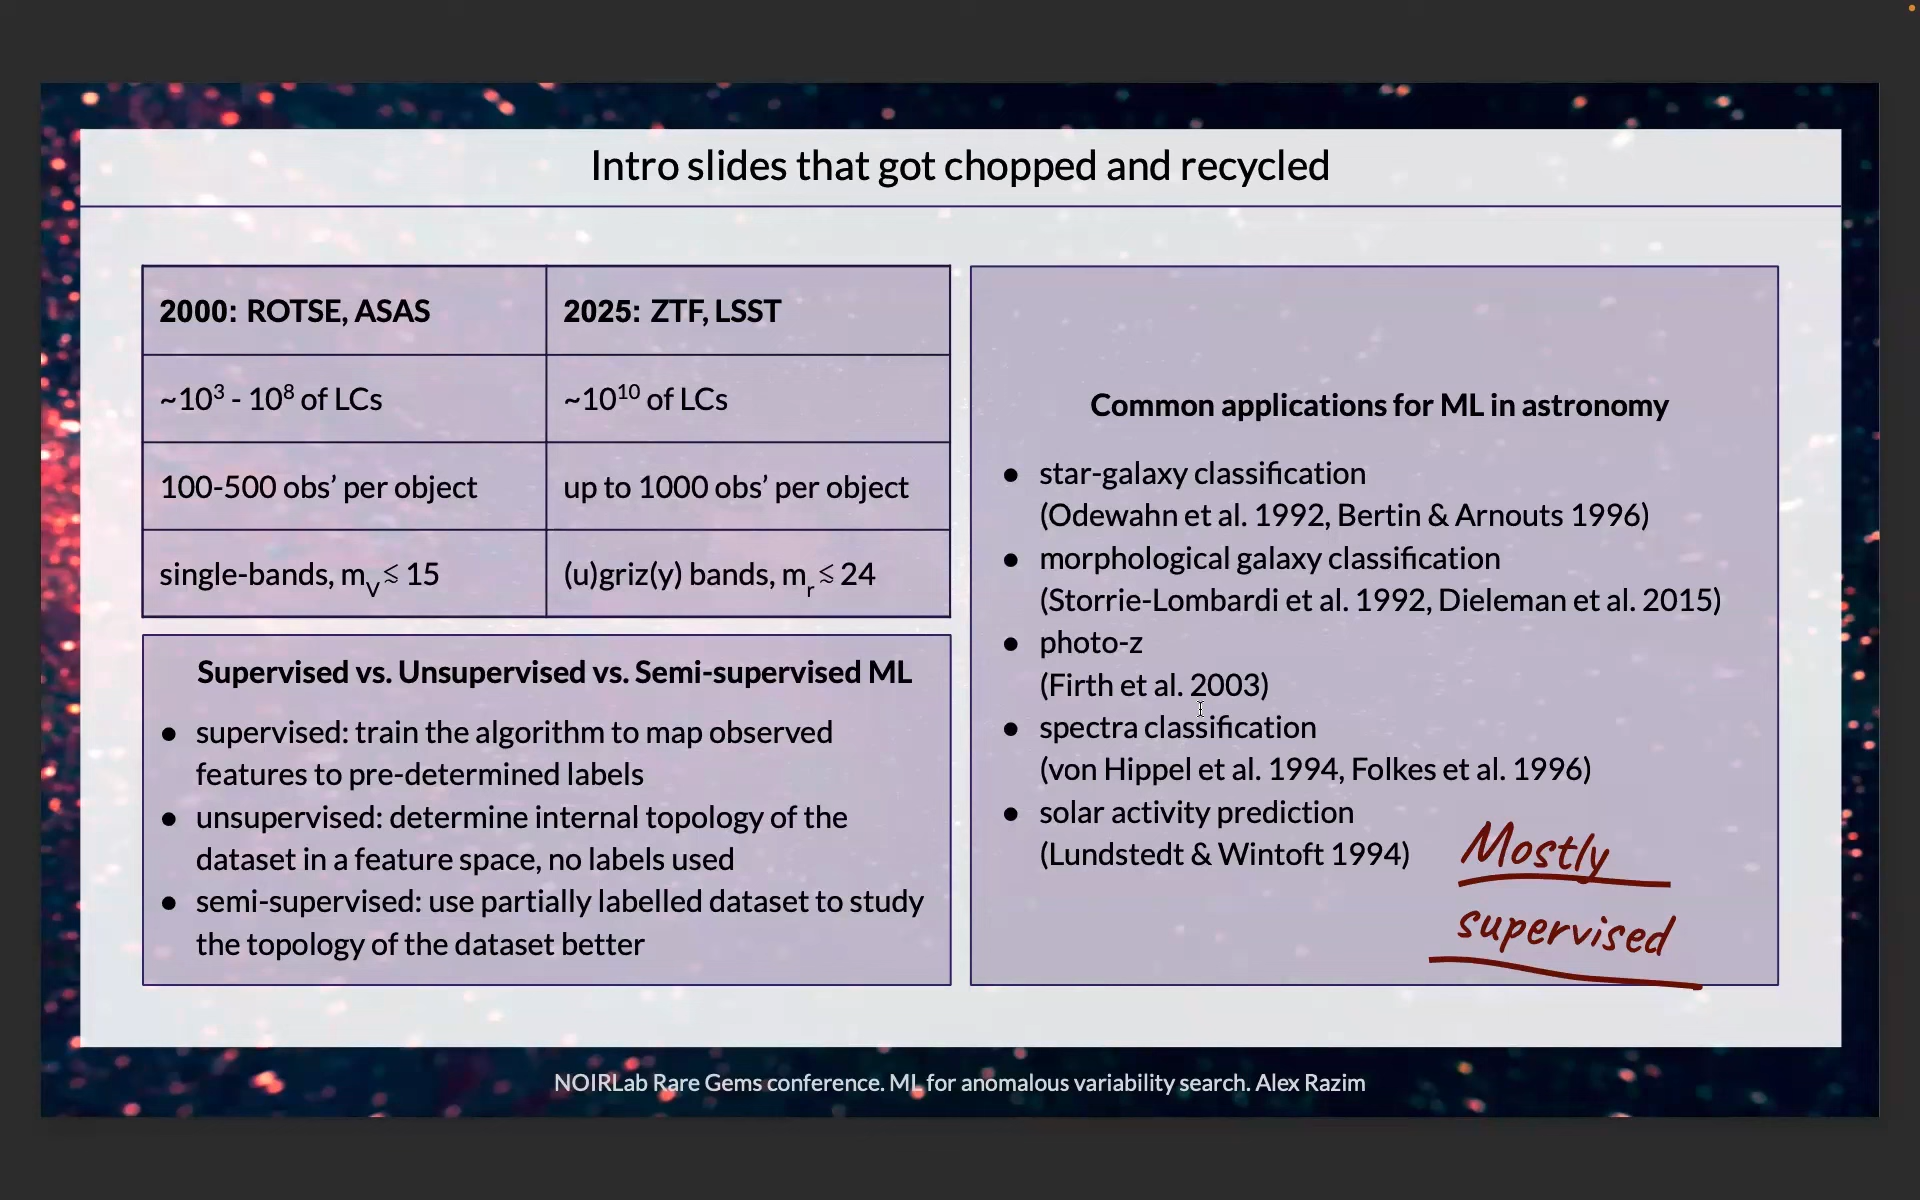 Intro slides that got chopped and recycled
2000: ROTSE, ASAS
2025: ZTF, LSST
~10³ - 10⁸ of LCs
~10¹⁰ of LCs
100-500 obs’ per object
up to 1000 obs’ per object
single-bands, mV ≲ 15
(u)griz(y) bands, mr ≲ 24
Supervised vs. Unsupervised vs. Semi-supervised ML
● supervised: train the algorithm to map observed
features to pre-determined labels
● unsupervised: determine internal topology of the
dataset in a feature space, no labels used
● semi-supervised: use partially labelled dataset to study
the topology of the dataset better
Common applications for ML in astronomy
● star-galaxy classification
(Odewahn et al. 1992, Bertin & Arnouts 1996)
● morphological galaxy classification
(Storrie-Lombardi et al. 1992, Dieleman et al. 2015)
● photo-z
(Firth et al. 2003)
● spectra classification
(von Hippel et al. 1994, Folkes et al. 1996)
● solar activity prediction
(Lundstedt & Wintoft 1994)
Mostly
supervised
NOIRLab Rare Gems conference. ML for anomalous variability search. Alex Razim